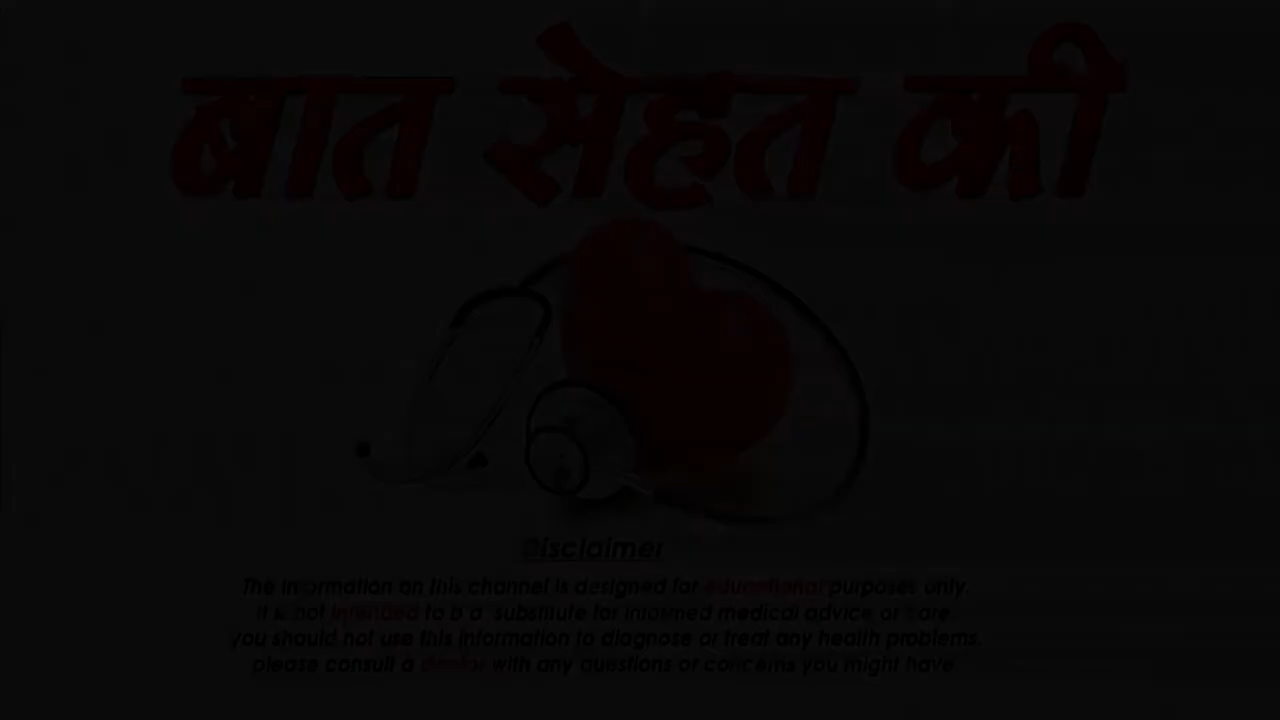 बात सेहत की
Disclaimer
The information on this channel is designed for educational purposes only.
it is not intended to b a substitute for informed medical advice or care.
you should not use this information to diagnose or treat any health problems.
please consult a doctor with any questions or concerns you might have.